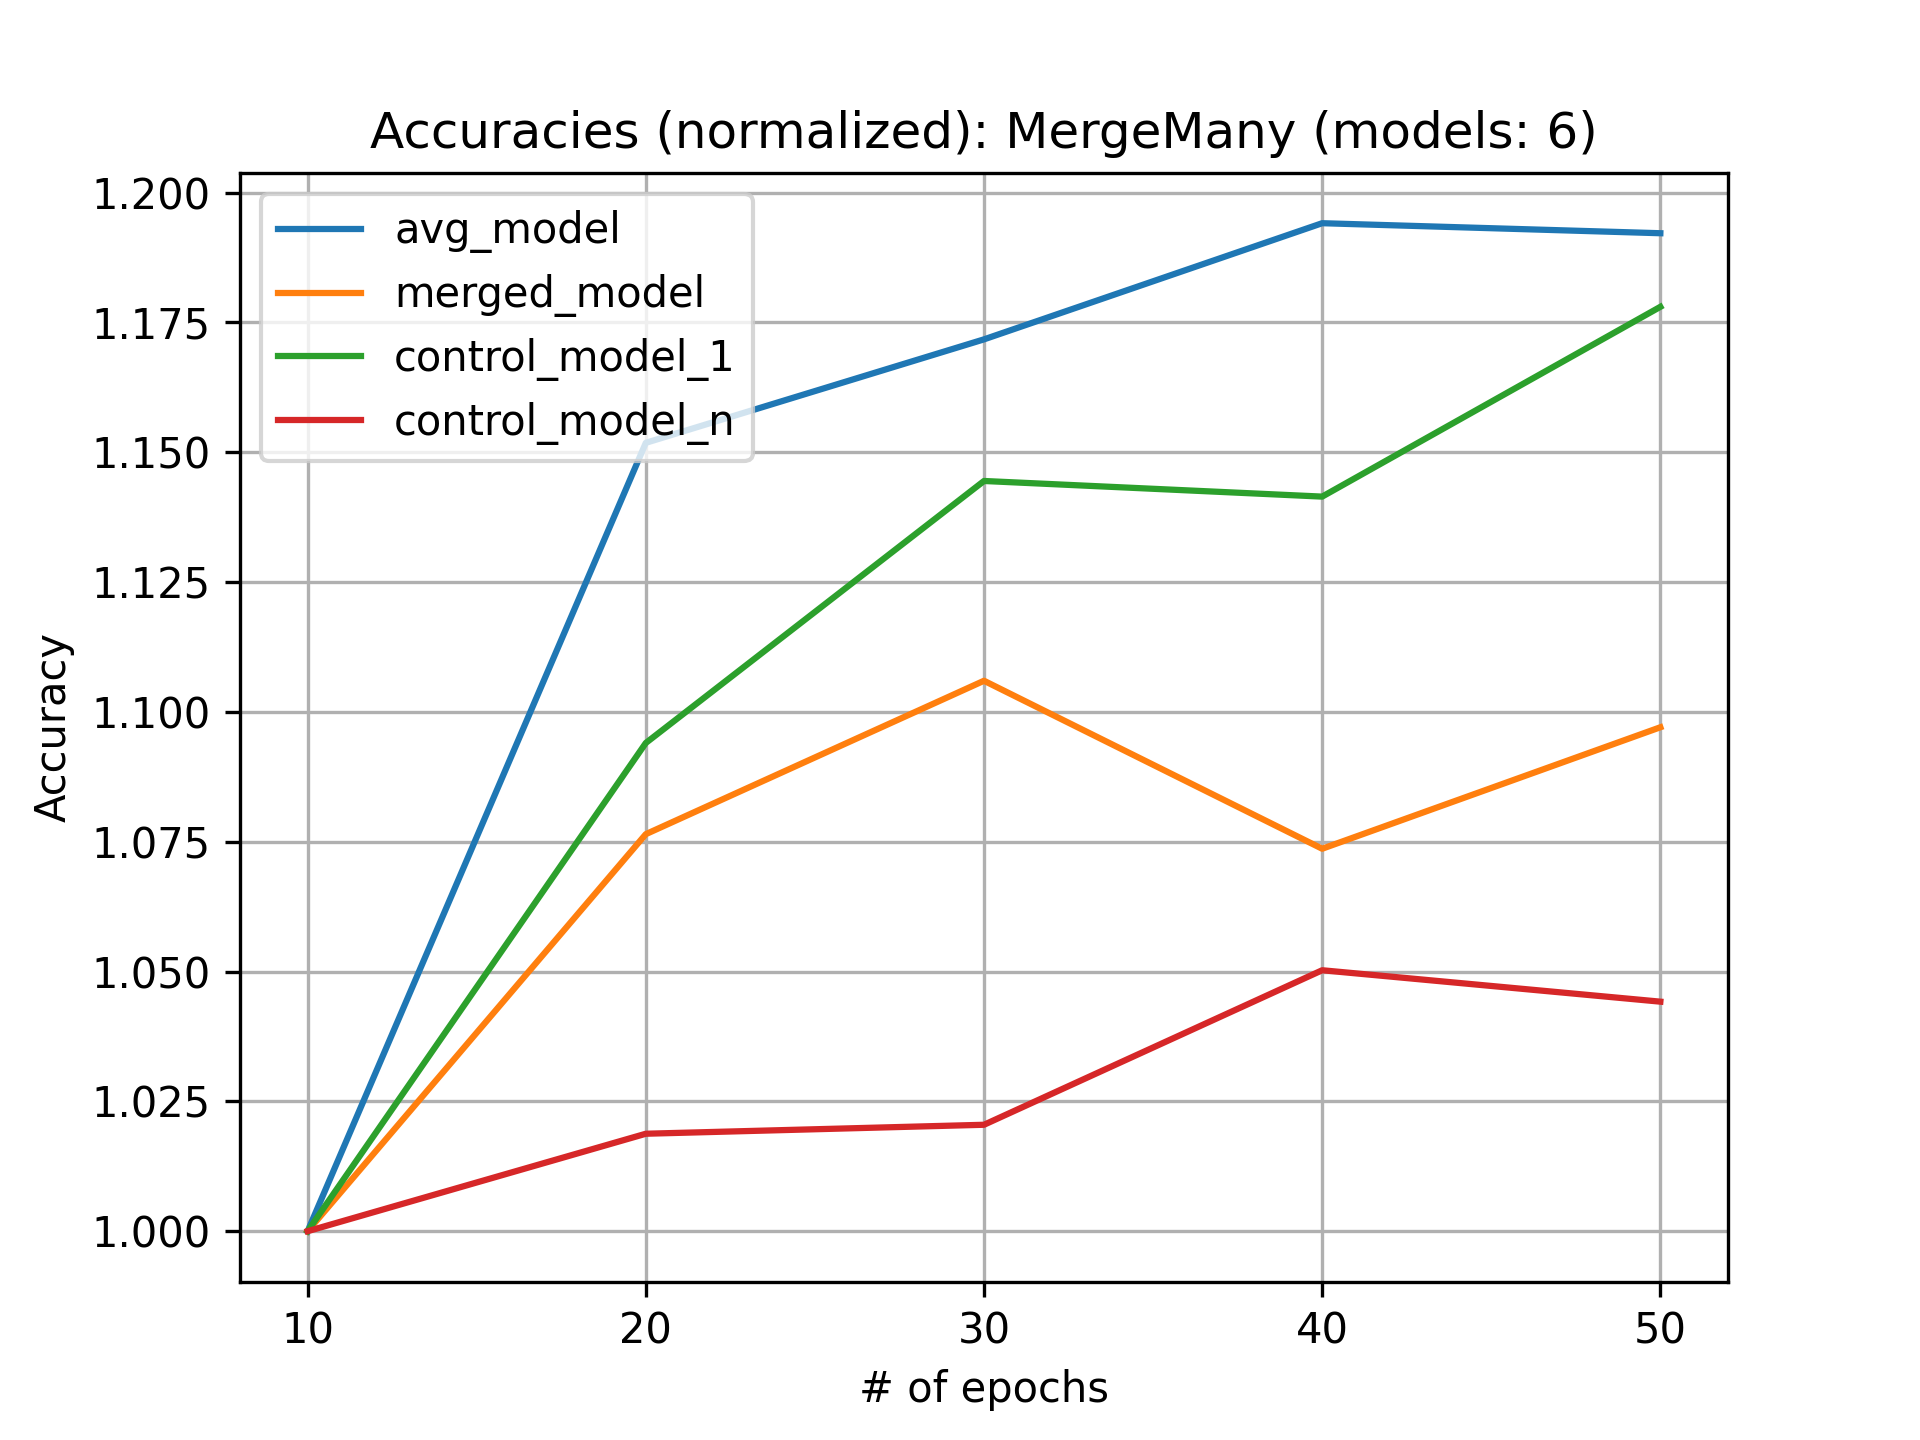 Accuracies (normalized): MergeMany (models: 6)
1.200
1.175
1.150
1.125
1.100
1.075
1.050
1.025
1.000
Accuracy
avg_model
merged_model
control_model_1
control_model_n
10 20 30 40 50
# of epochs